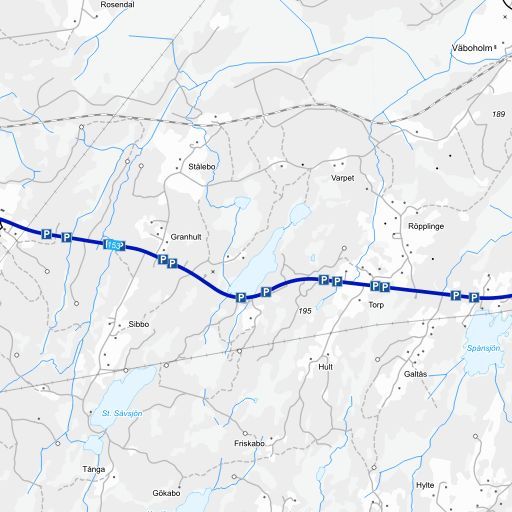 Rosendal
Väboholm
189
Stålebo
Varpet
Röpplinge
Granhult
P
P
P
153
P
P
P
P
P
P
P
P
P
P
P
195
Torp
Sibbo
Spånsjön
Hult
Galtås
St. Sävsjön
Friskabo
Tånga
Gökabo
Hylte